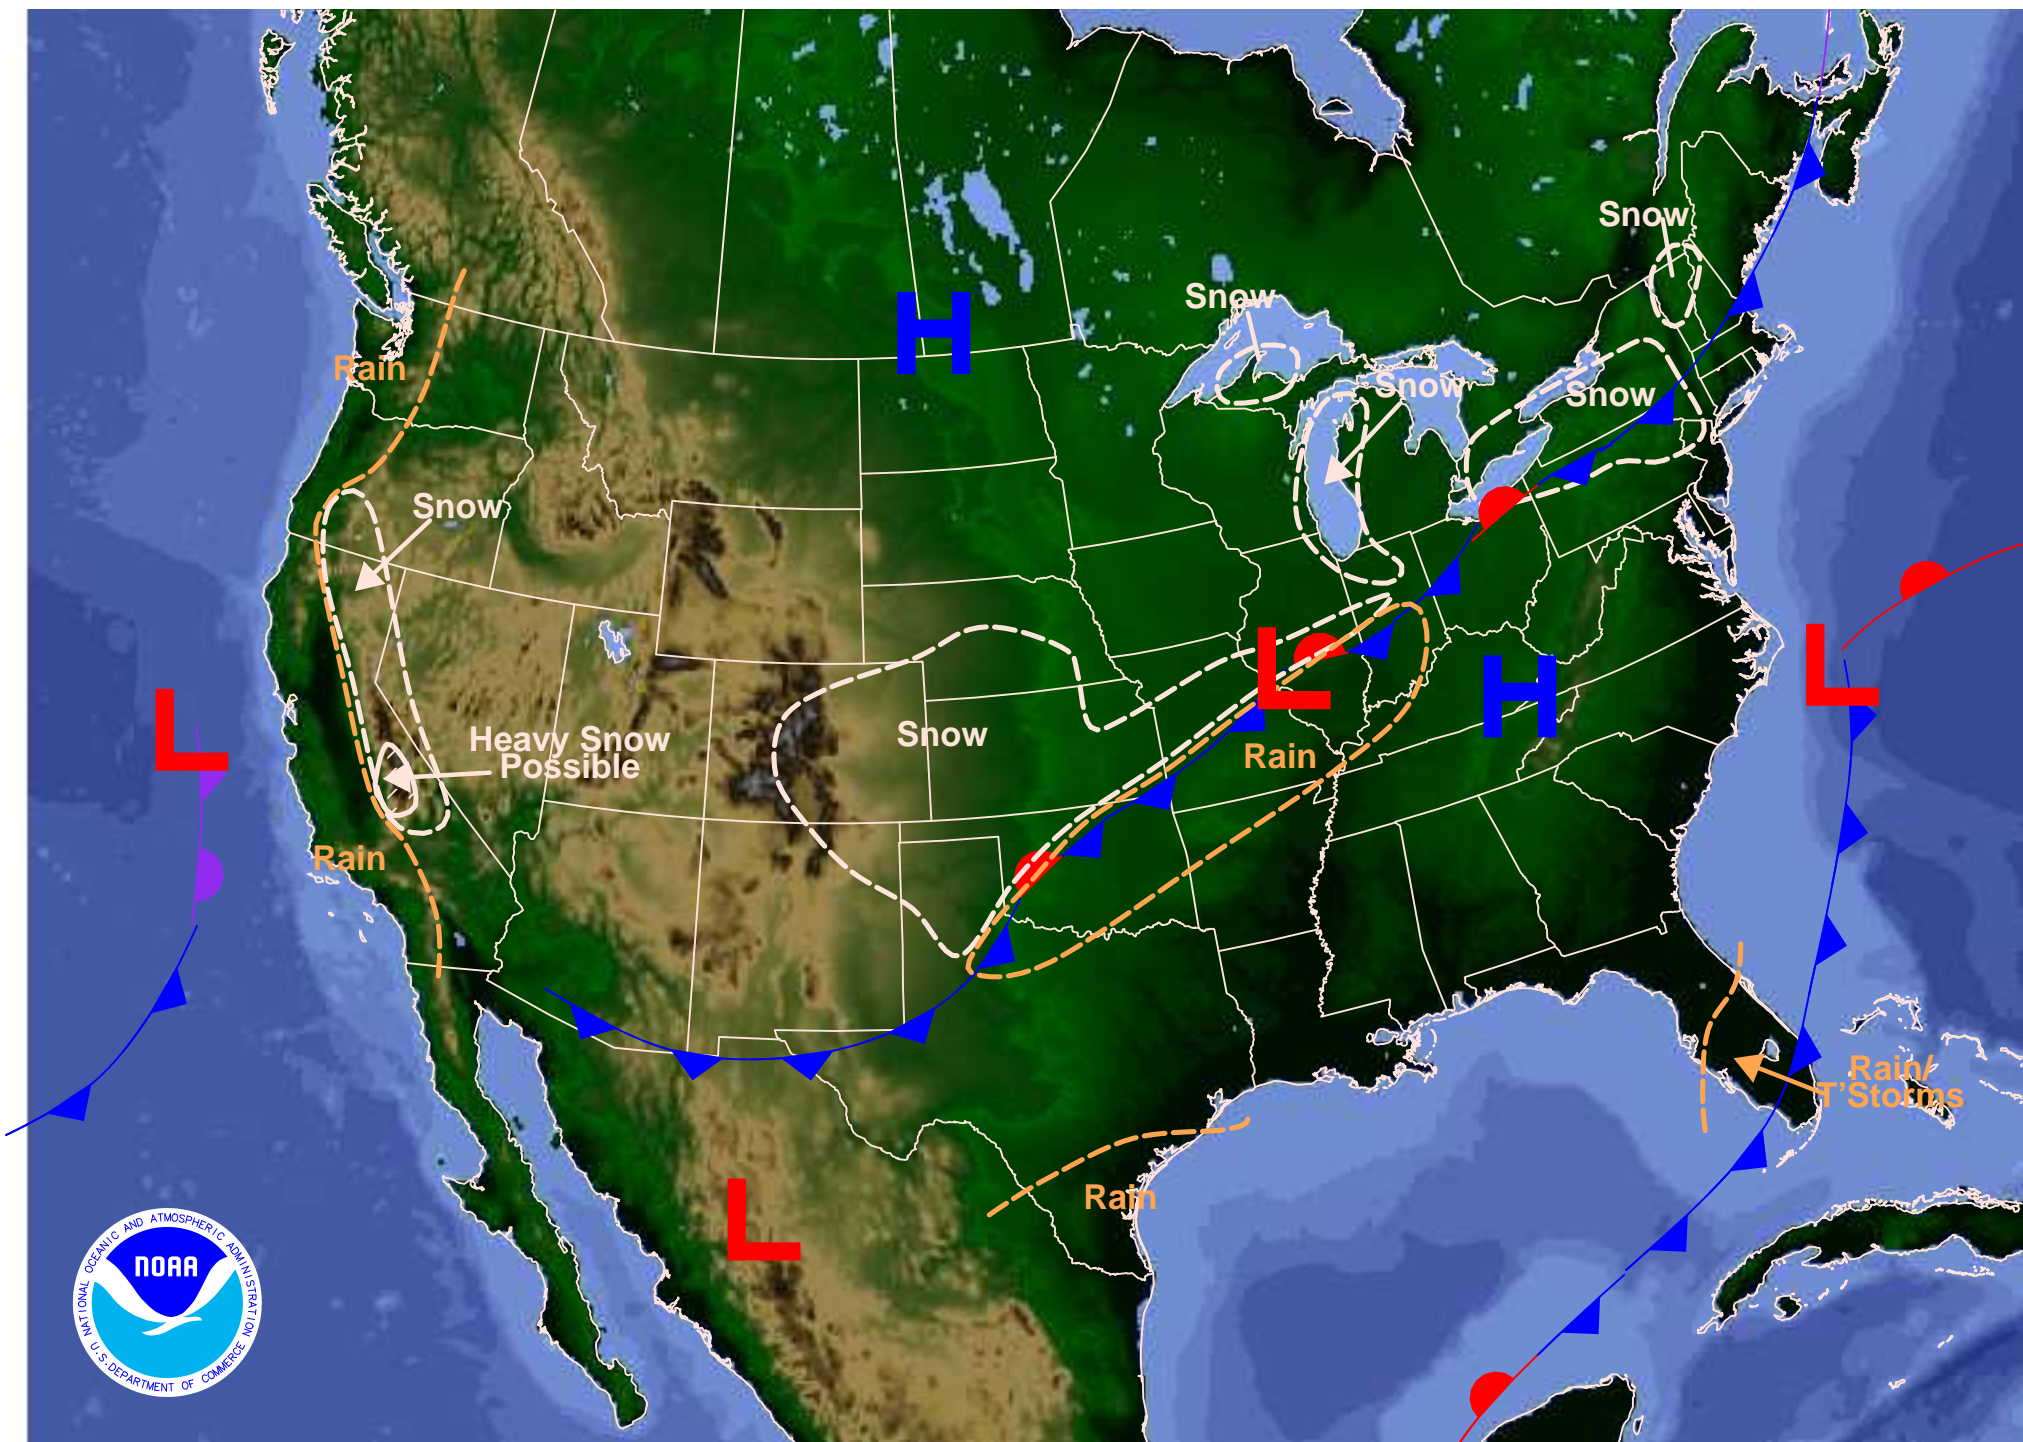 Snow
Snow
H
Rain
Snow
Snow
Snow
L
L
H
L
Heavy Snow
Possible
Snow
Rain
Rain
Rain/
T'Storms
Rain
L
NATIONAL OCEANIC AND ATMOSPHERIC ADMINISTRATION
NOAA
U.S. DEPARTMENT OF COMMERCE